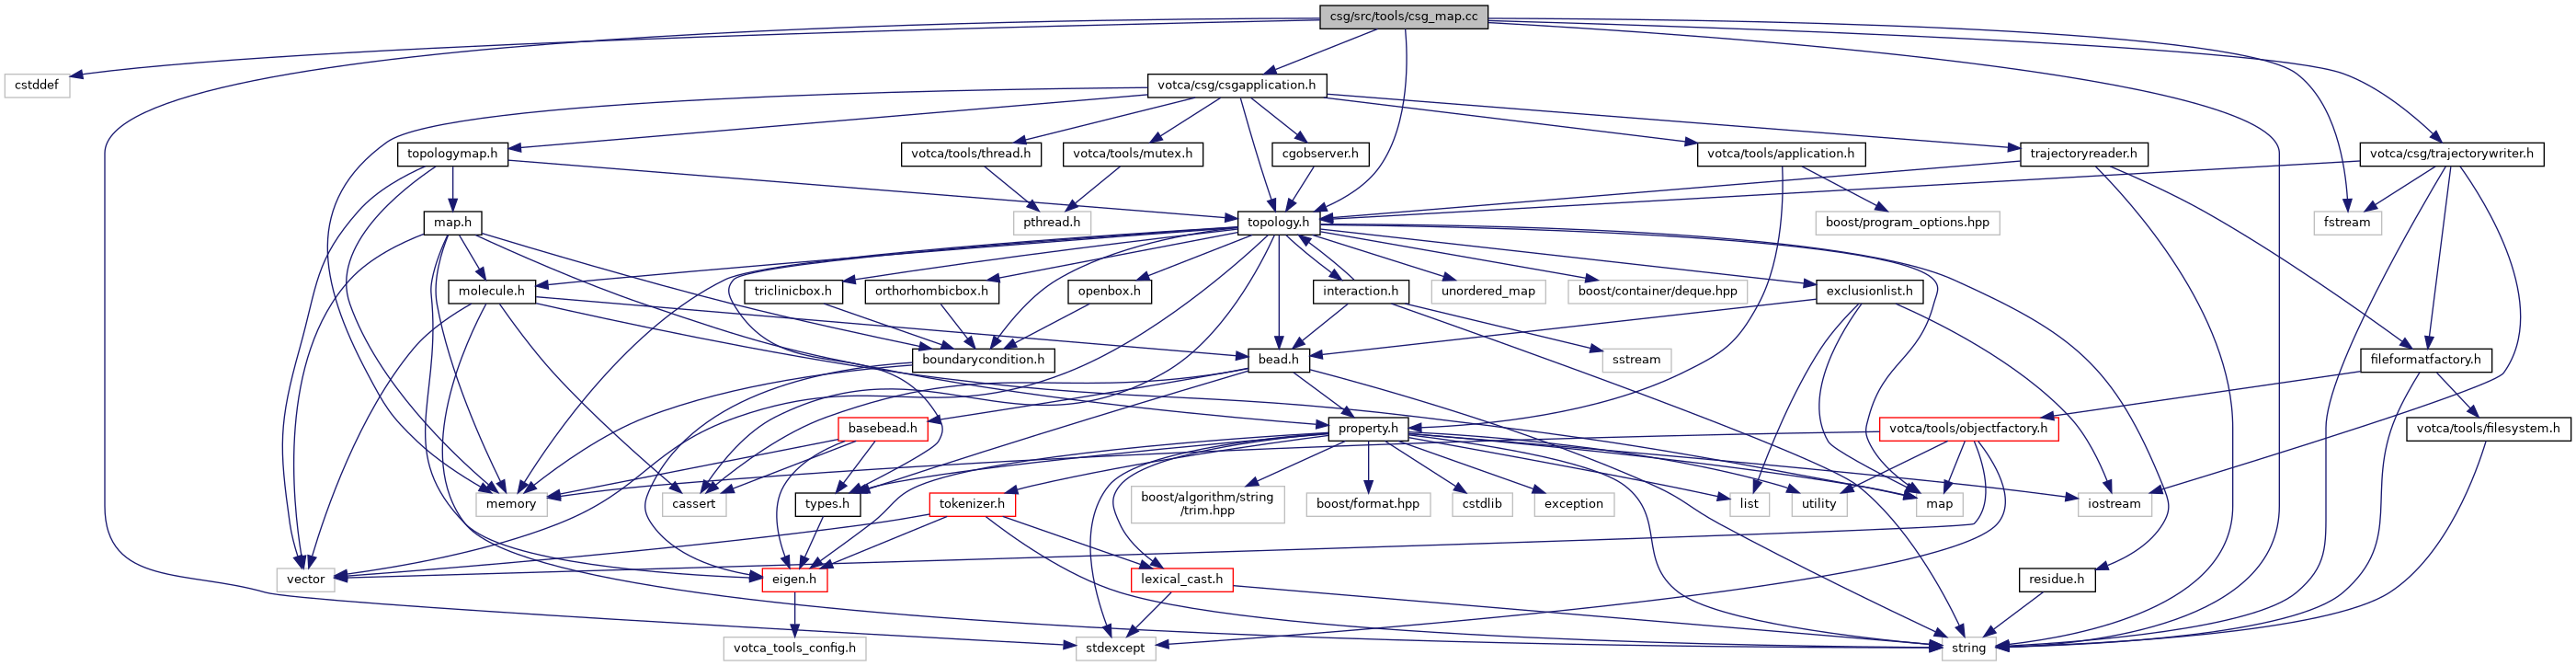 csg/src/tools/csg_map.cc
cstddef
votca/csg/csgapplication.h
topologymap.h
votca/tools/thread.h
votca/tools/mutex.h
cgobserver.h
votca/tools/application.h
trajectoryreader.h
votca/csg/trajectorywriter.h
map.h
pthread.h
topology.h
boost/program_options.hpp
fstream
molecule.h
triclinicbox.h
orthorhombicbox.h
openbox.h
interaction.h
unordered_map
boost/container/deque.hpp
exclusionlist.h
boundarycondition.h
bead.h
sstream
fileformatfactory.h
basebead.h
property.h
votca/tools/objectfactory.h
votca/tools/filesystem.h
memory
cassert
types.h
tokenizer.h
boost/algorithm/string
/trim.hpp
boost/format.hpp
cstdlib
exception
list
utility
map
iostream
vector
eigen.h
lexical_cast.h
residue.h
votca_tools_config.h
stdexcept
string